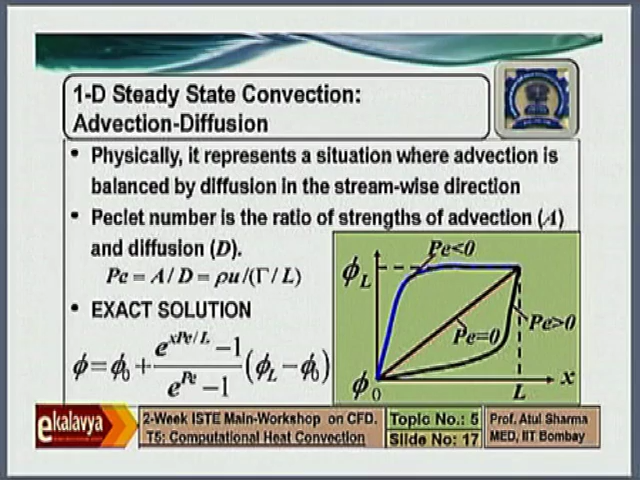 1-D Steady State Convection:
Advection-Diffusion
• Physically, it represents a situation where advection is
balanced by diffusion in the stream-wise direction
• Peclet number is the ratio of strengths of advection (A)
and diffusion (D).
Pe = A / D = ρu /(Γ / L)
• EXACT SOLUTION
ϕ = ϕ₀ + (e^{xPe/L} −1)/(e^{Pe} −1) (ϕ_L − ϕ₀)
Pe<0
ϕ_L
Pe>0
Pe=0
ϕ₀
L
x
ekalavya
2-Week ISTE Main-Workshop on CFD.
T5: Computational Heat Convection
Topic No.: 5
Slide No.: 17
Prof. Atul Sharma
MED, IIT Bombay